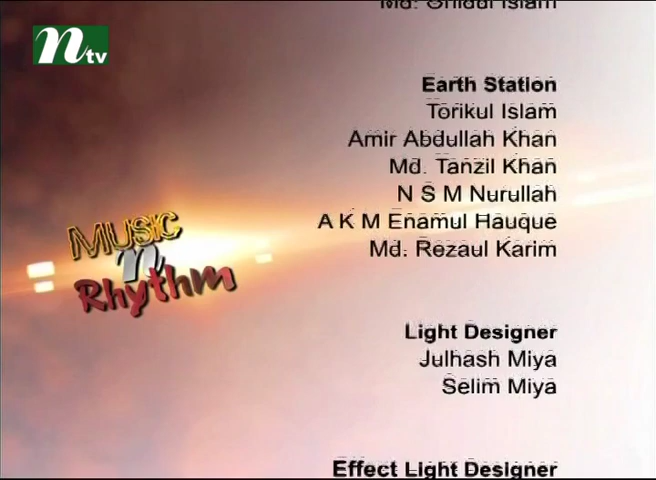 ntv
Earth Station
Torikul Islam
Amir Abdullah Khan
Md. Tanzil Khan
N S M Nurullah
A K M Enamul Hauque
Md. Rezaul Karim
Music
n
Rhythm
Light Designer
Julhash Miya
Selim Miya
Effect Light Designer